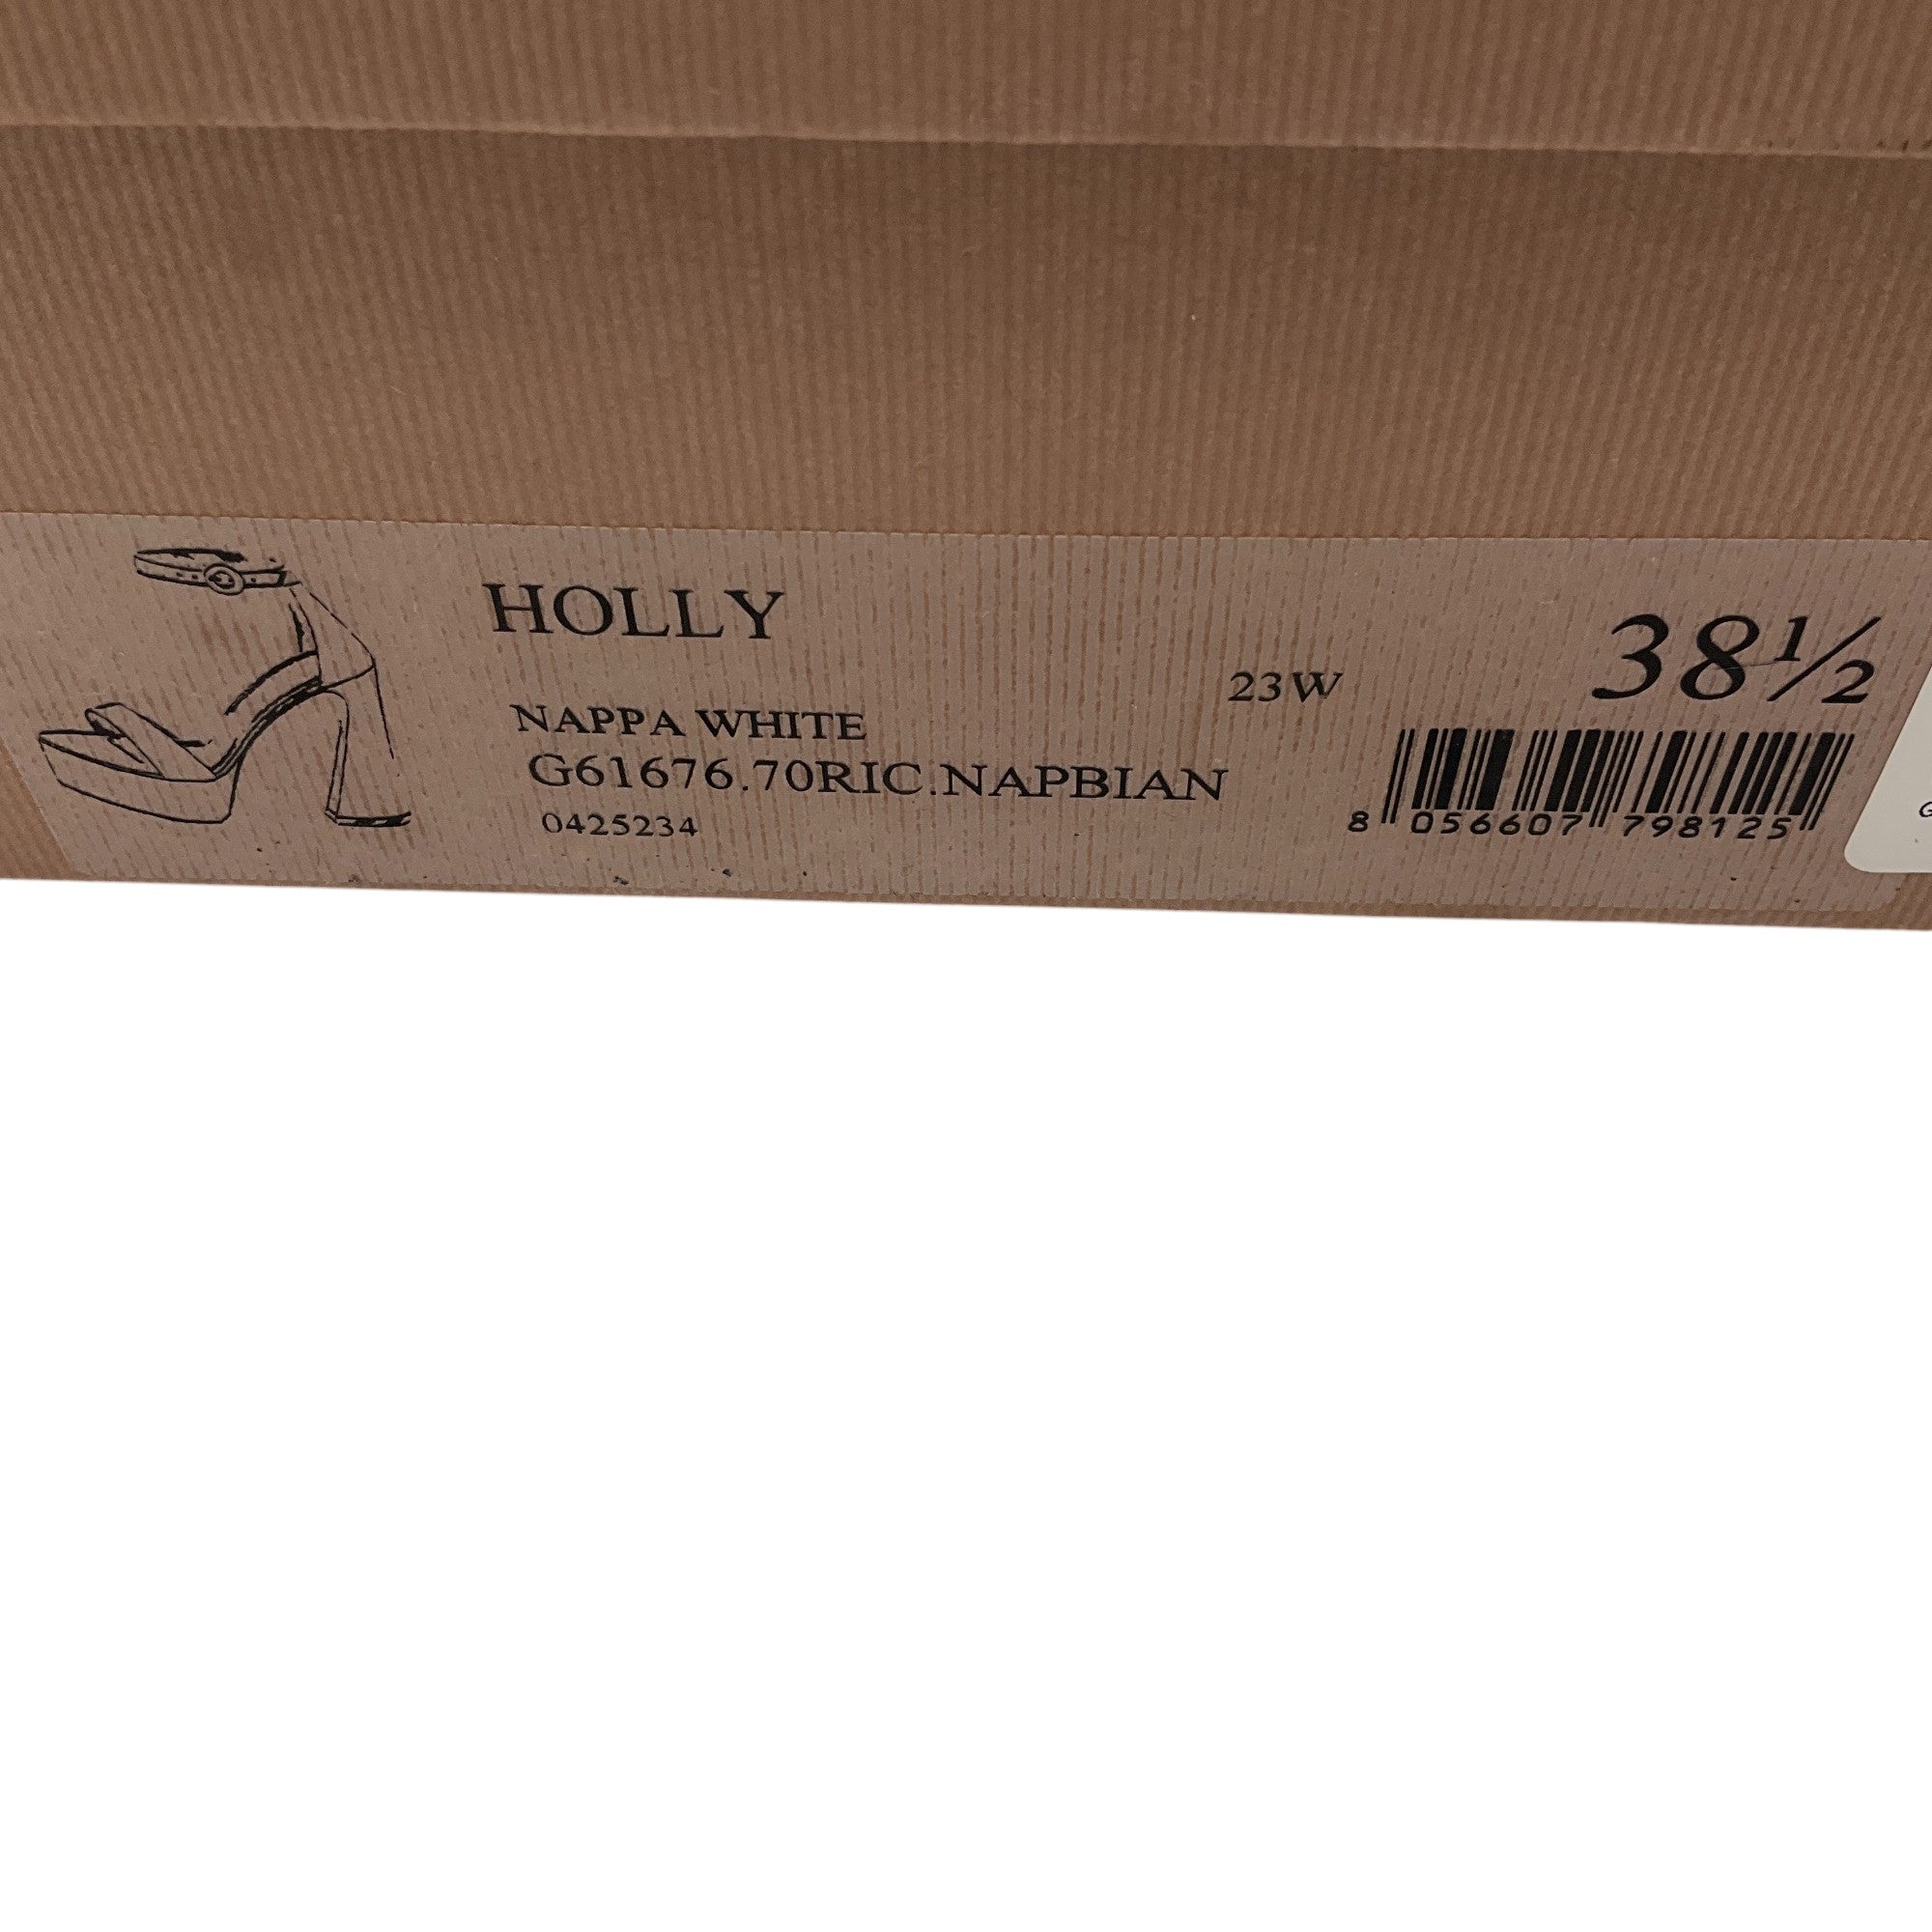 HOLLY
23W
38½
NAPPA WHITE
G61676.70RIC.NAPBIAN
0425234
8 056607 798125
G